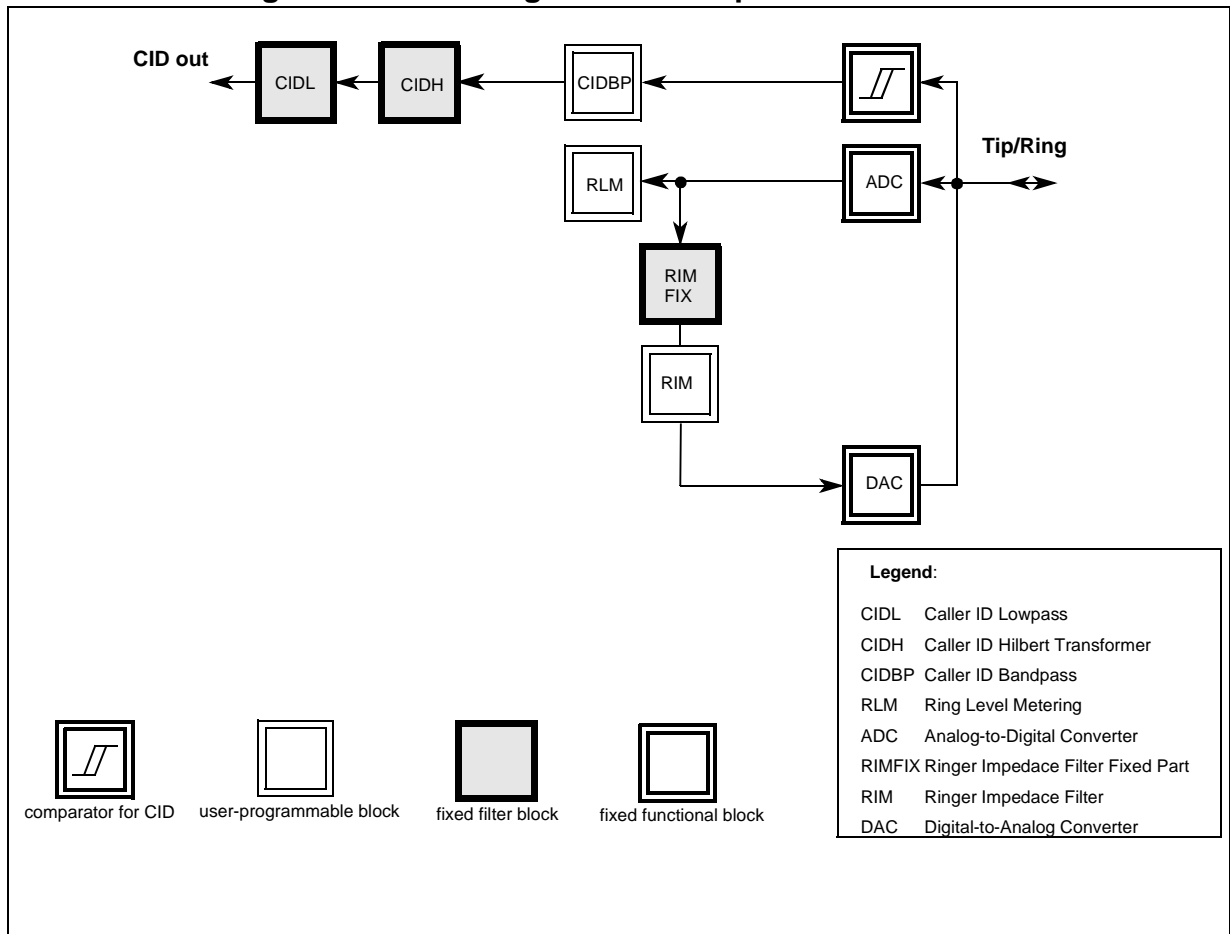 CID out
CIDL
CIDH
CIDBP
Tip/Ring
RLM
ADC
RIM
FIX
RIM
DAC
Legend:
CIDL Caller ID Lowpass
CIDH Caller ID Hilbert Transformer
CIDBP Caller ID Bandpass
RLM Ring Level Metering
ADC Analog-to-Digital Converter
RIMFIX Ringer Impedace Filter Fixed Part
RIM Ringer Impedace Filter
DAC Digital-to-Analog Converter
comparator for CID
user-programmable block
fixed filter block
fixed functional block